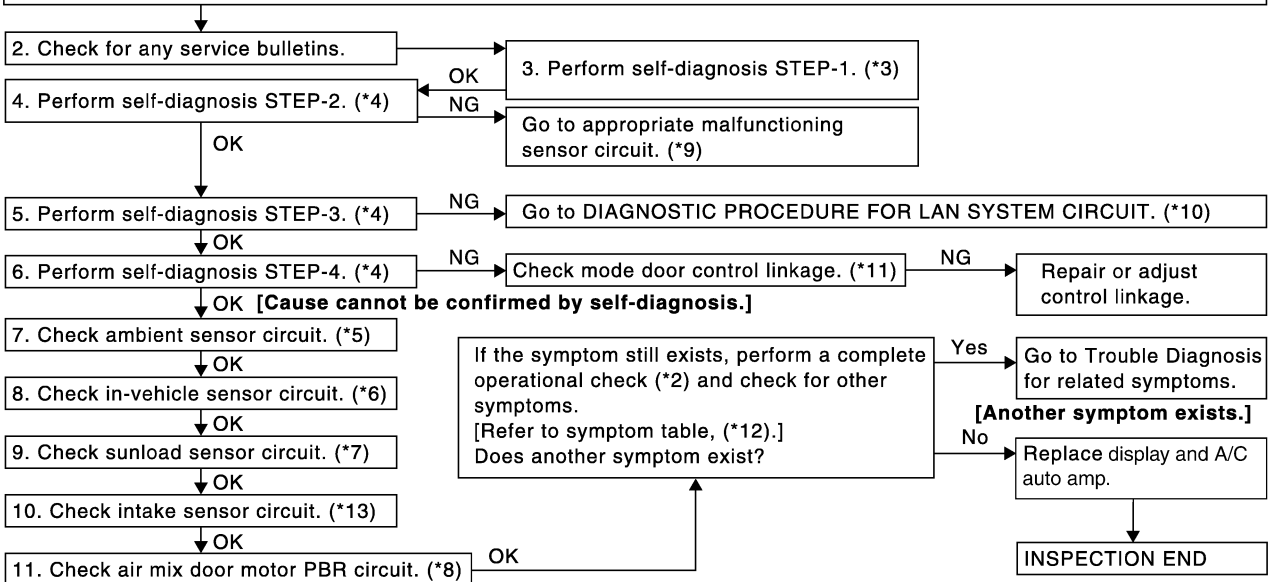 2. Check for any service bulletins.
3. Perform self-diagnosis STEP-1. (*3)
OK
4. Perform self-diagnosis STEP-2. (*4)
NG
Go to appropriate malfunctioning
sensor circuit. (*9)
OK
5. Perform self-diagnosis STEP-3. (*4)
NG
Go to DIAGNOSTIC PROCEDURE FOR LAN SYSTEM CIRCUIT. (*10)
OK
6. Perform self-diagnosis STEP-4. (*4)
NG
Check mode door control linkage. (*11)
NG
Repair or adjust
control linkage.
OK
[Cause cannot be confirmed by self-diagnosis.]
7. Check ambient sensor circuit. (*5)
OK
8. Check in-vehicle sensor circuit. (*6)
OK
9. Check sunload sensor circuit. (*7)
OK
10. Check intake sensor circuit. (*13)
OK
11. Check air mix door motor PBR circuit. (*8)
OK
If the symptom still exists, perform a complete
operational check (*2) and check for other
symptoms.
[Refer to symptom table, (*12).]
Does another symptom exist?
Yes
Go to Trouble Diagnosis
for related symptoms.
[Another symptom exists.]
No
Replace display and A/C
auto amp.
INSPECTION END